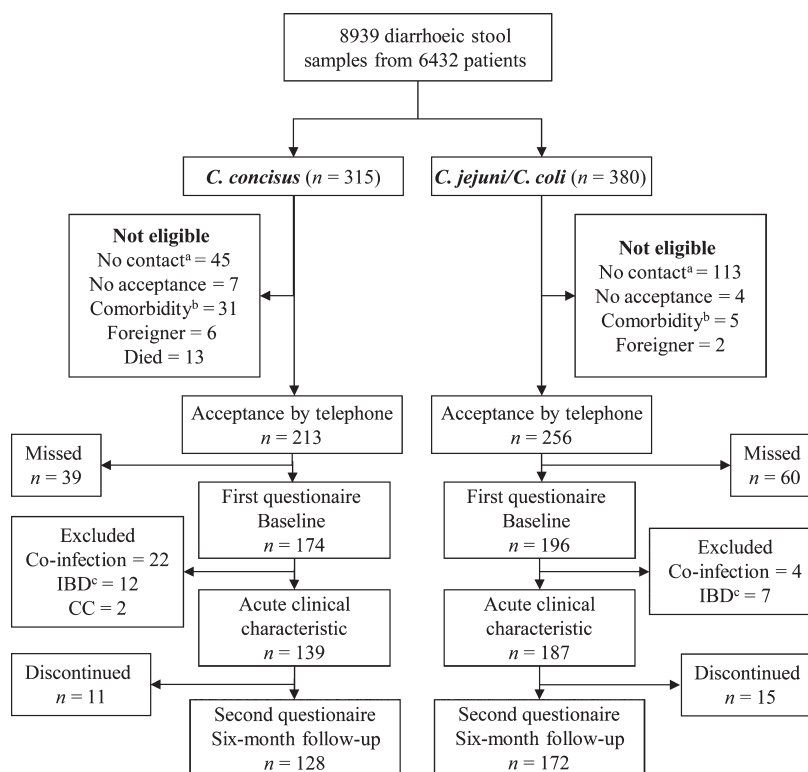 8939 diarrhoeic stool
samples from 6432 patients
C. concisus (n = 315)
C. jejuni/C. coli (n = 380)
Not eligible
No contactᵃ = 45
No acceptance = 7
Comorbidityᵇ = 31
Foreigner = 6
Died = 13
Not eligible
No contactᵃ = 113
No acceptance = 4
Comorbidityᵇ = 5
Foreigner = 2
Acceptance by telephone
n = 213
Acceptance by telephone
n = 256
Missed
n = 39
Missed
n = 60
First questionaire
Baseline
n = 174
First questionaire
Baseline
n = 196
Excluded
Co-infection = 22
IBDᶜ = 12
CC = 2
Excluded
Co-infection = 4
IBDᶜ = 7
Acute clinical
characteristic
n = 139
Acute clinical
characteristic
n = 187
Discontinued
n = 11
Discontinued
n = 15
Second questionaire
Six-month follow-up
n = 128
Second questionaire
Six-month follow-up
n = 172